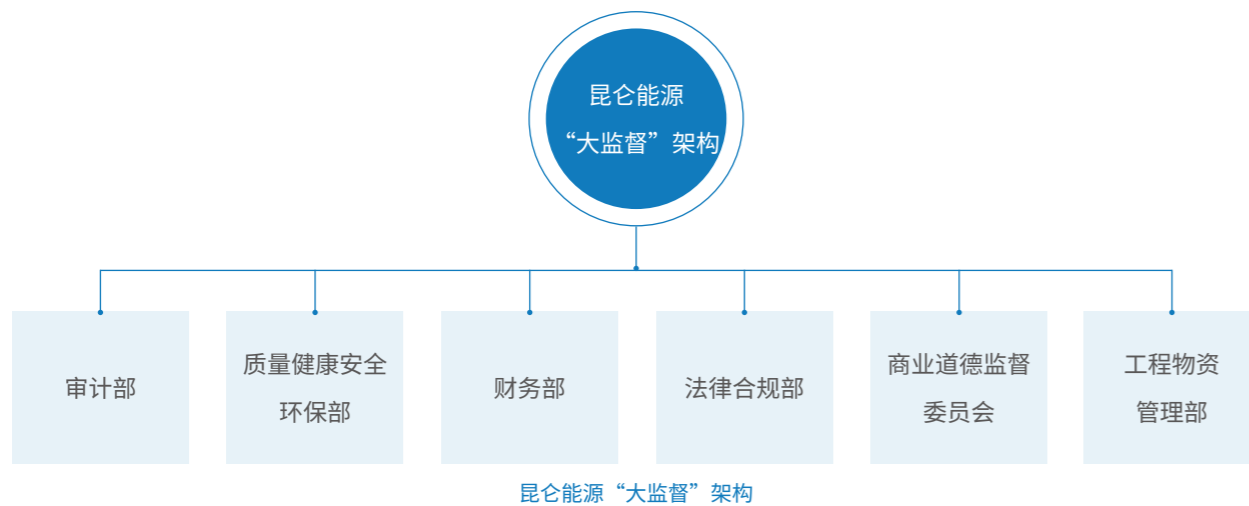 昆仑能源
“大监督”架构
审计部
质量健康安全
环保部
财务部
法律合规部
商业道德监督
委员会
工程物资
管理部
昆仑能源“大监督”架构